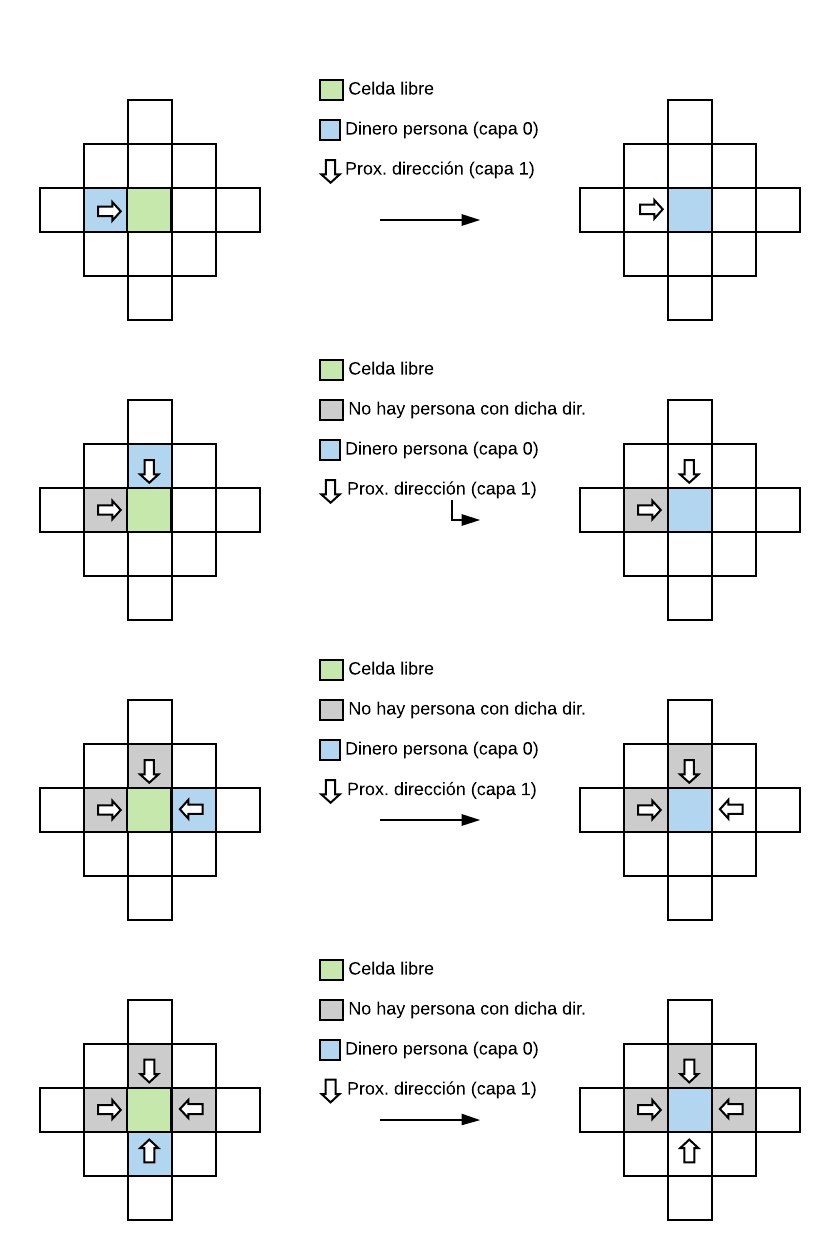 Celda libre
Dinero persona (capa 0)
Prox. dirección (capa 1)
Celda libre
No hay persona con dicha dir.
Dinero persona (capa 0)
Prox. dirección (capa 1)
Celda libre
No hay persona con dicha dir.
Dinero persona (capa 0)
Prox. dirección (capa 1)
Celda libre
No hay persona con dicha dir.
Dinero persona (capa 0)
Prox. dirección (capa 1)